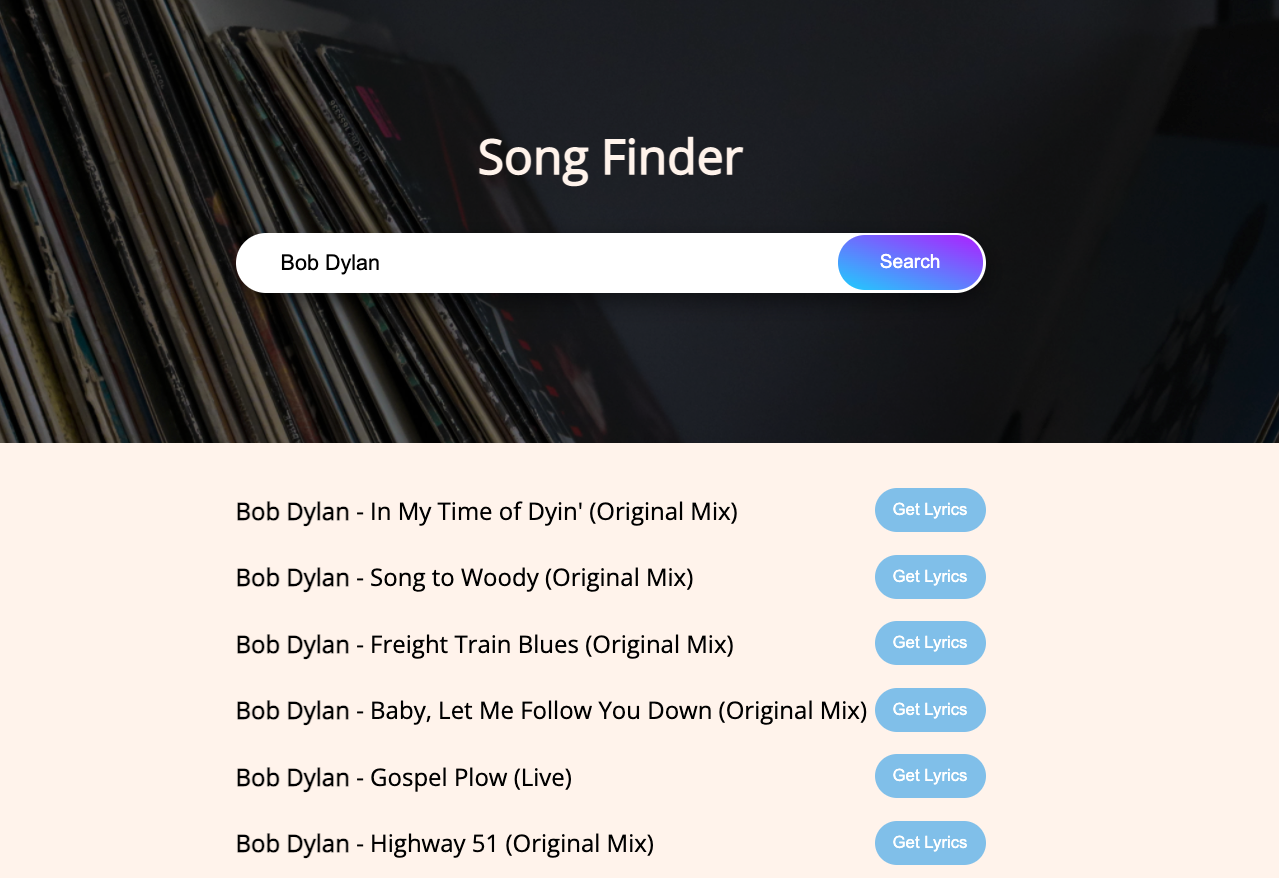 Song Finder
Bob Dylan
Search
Bob Dylan - In My Time of Dyin' (Original Mix) Get Lyrics
Bob Dylan - Song to Woody (Original Mix) Get Lyrics
Bob Dylan - Freight Train Blues (Original Mix) Get Lyrics
Bob Dylan - Baby, Let Me Follow You Down (Original Mix) Get Lyrics
Bob Dylan - Gospel Plow (Live) Get Lyrics
Bob Dylan - Highway 51 (Original Mix) Get Lyrics